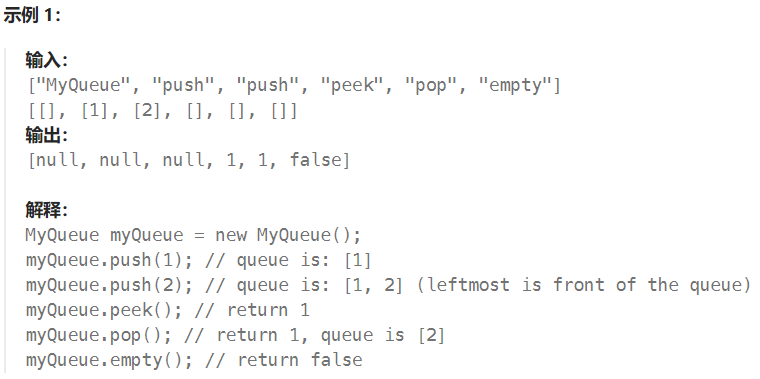 示例 1：
输入：
["MyQueue", "push", "push", "peek", "pop", "empty"]
[[], [1], [2], [], [], []]
输出：
[null, null, null, 1, 1, false]
解释：
MyQueue myQueue = new MyQueue();
myQueue.push(1); // queue is: [1]
myQueue.push(2); // queue is: [1, 2] (leftmost is front of the queue)
myQueue.peek(); // return 1
myQueue.pop(); // return 1, queue is [2]
myQueue.empty(); // return false